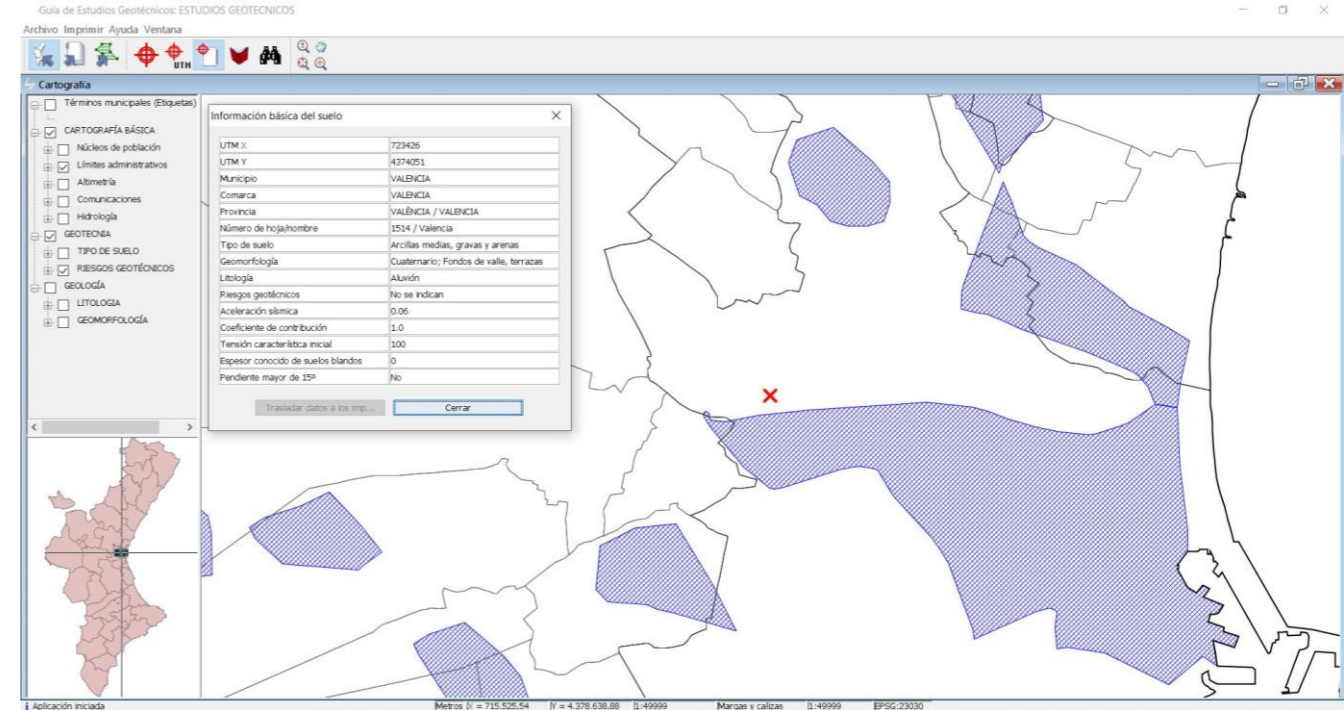 Guía de Estudios Geotécnicos: ESTUDIOS GEOTECNICOS
Archivo Imprimir Ayuda Ventana
UTM
Cartografía
Términos municipales (Etiquetas)
CARTOGRAFÍA BÁSICA
Núcleos de población
Límites administrativos
Altimetría
Comunicaciones
Hidrología
GEOTECNIA
TIPO DE SUELO
RIESGOS GEOTÉCNICOS
GEOLOGÍA
LITOLOGIA
GEOMORFOLOGÍA
Información básica del suelo
UTM X 723426
UTM Y 4374051
Municipio VALENCIA
Comarca VALENCIA
Provincia VALÈNCIA / VALENCIA
Número de hoja/nombre 1514 / Valencia
Tipo de suelo Arcillas medias, gravas y arenas
Geomorfología Cuaternario; Fondos de valle, terrazas
Litología Aluvión
Riesgos geotécnicos No se indican
Aceleración sísmica 0.06
Coeficiente de contribución 1.0
Tensión característica inicial 100
Espesor conocido de suelos blandos 0
Pendiente mayor de 15º No
Trasladar datos a los imp... Cerrar
Aplicación iniciada Metros X = 715.525,54 Y = 4.378.638,88 1:49999 Margas y calizas 1:49999 EPSG:23030